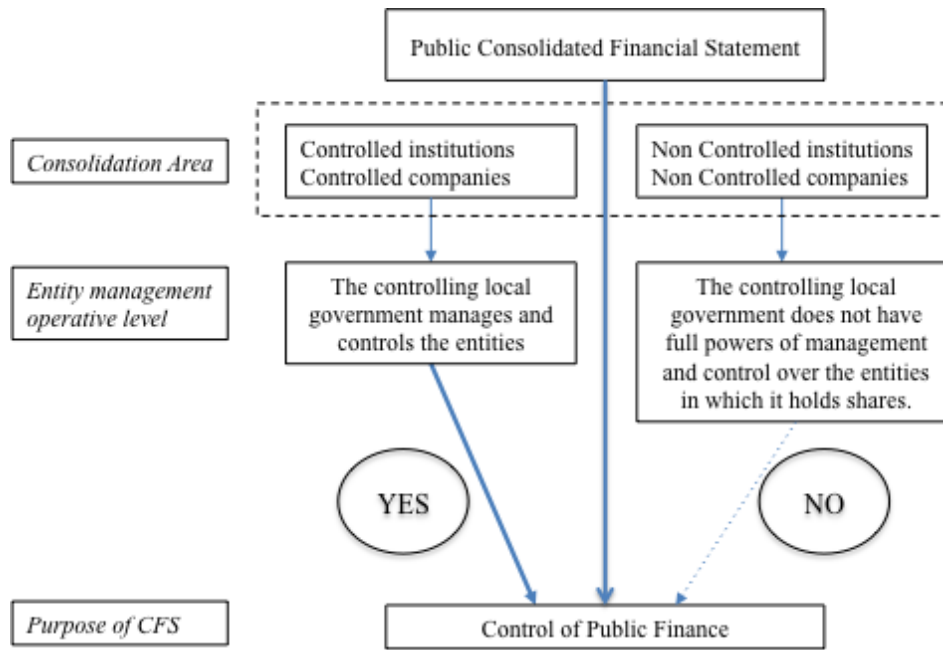 Public Consolidated Financial Statement
Consolidation Area
Controlled institutions
Controlled companies
Non Controlled institutions
Non Controlled companies
Entity management
operative level
The controlling local
government manages and
controls the entities
The controlling local
government does not have
full powers of management
and control over the entities
in which it holds shares.
YES
NO
Purpose of CFS
Control of Public Finance